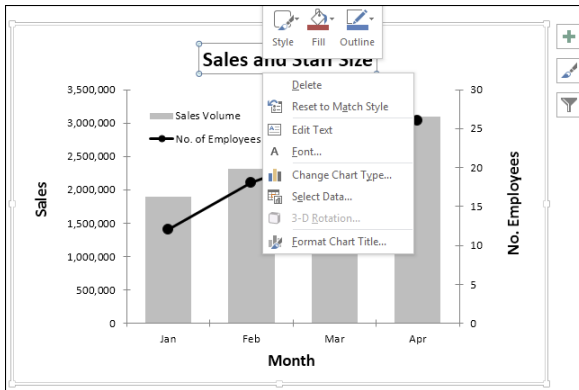 Style Fill Outline
Sales and Staff Size
Delete
Reset to Match Style
Edit Text
A Font...
Change Chart Type...
Select Data...
3-D Rotation...
Format Chart Title...
Sales Volume
No. of Employees
Sales
3,500,000
3,000,000
2,500,000
2,000,000
1,500,000
1,000,000
500,000
0
30
25
20
15
10
5
0
No. Employees
Jan Feb Mar Apr
Month